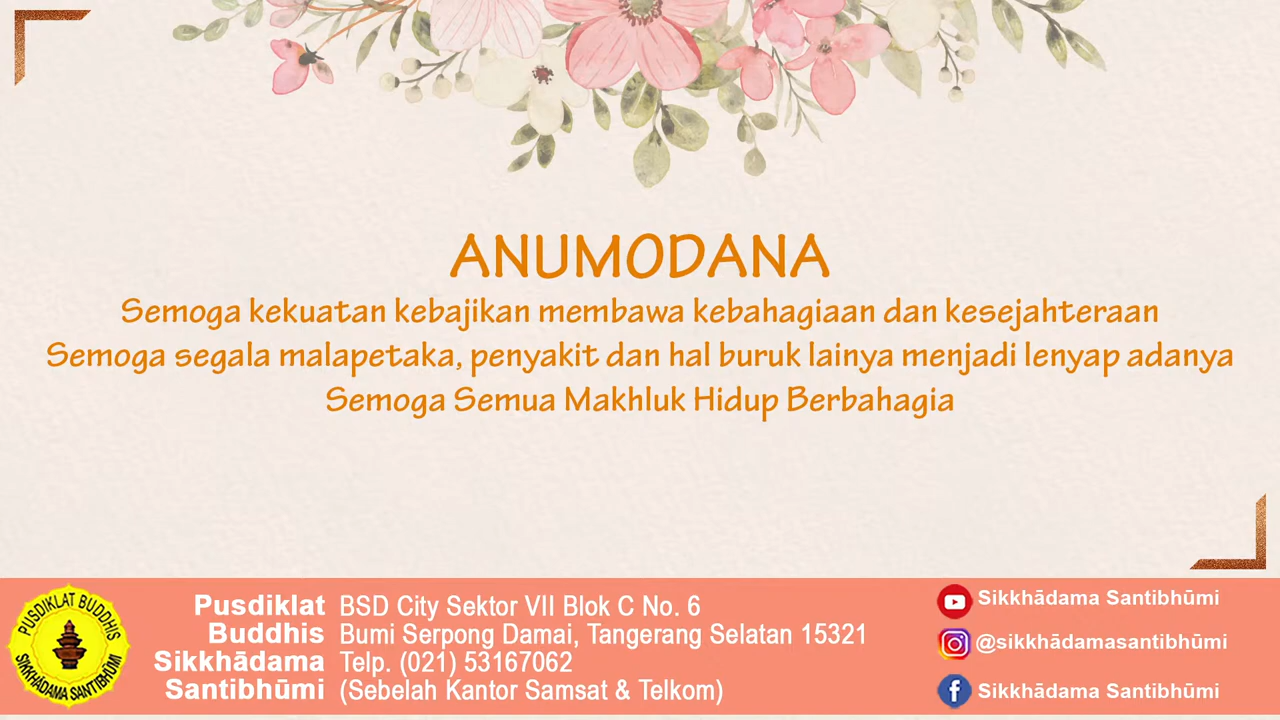 ANUMODANA
Semoga kekuatan kebajikan membawa kebahagiaan dan kesejahteraan
Semoga segala malapetaka, penyakit dan hal buruk lainya menjadi lenyap adanya
Semoga Semua Makhluk Hidup Berbahagia
PUSDIKLAT BUDDHIS
SIKKHĀDAMA SANTIBHŪMI
Pusdiklat
Buddhis
Sikkhādama
Santibhūmi
BSD City Sektor VII Blok C No. 6
Bumi Serpong Damai, Tangerang Selatan 15321
Telp. (021) 53167062
(Sebelah Kantor Samsat & Telkom)
Sikkhādama Santibhūmi
@sikkhādamasantibhūmi
Sikkhādama Santibhūmi